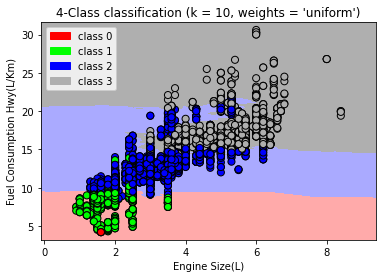 4-Class classification (k = 10, weights = 'uniform')
class 0
class 1
class 2
class 3
Fuel Consumption Hwy(L/Km)
30
25
20
15
10
5
0
2
4
6
8
Engine Size(L)